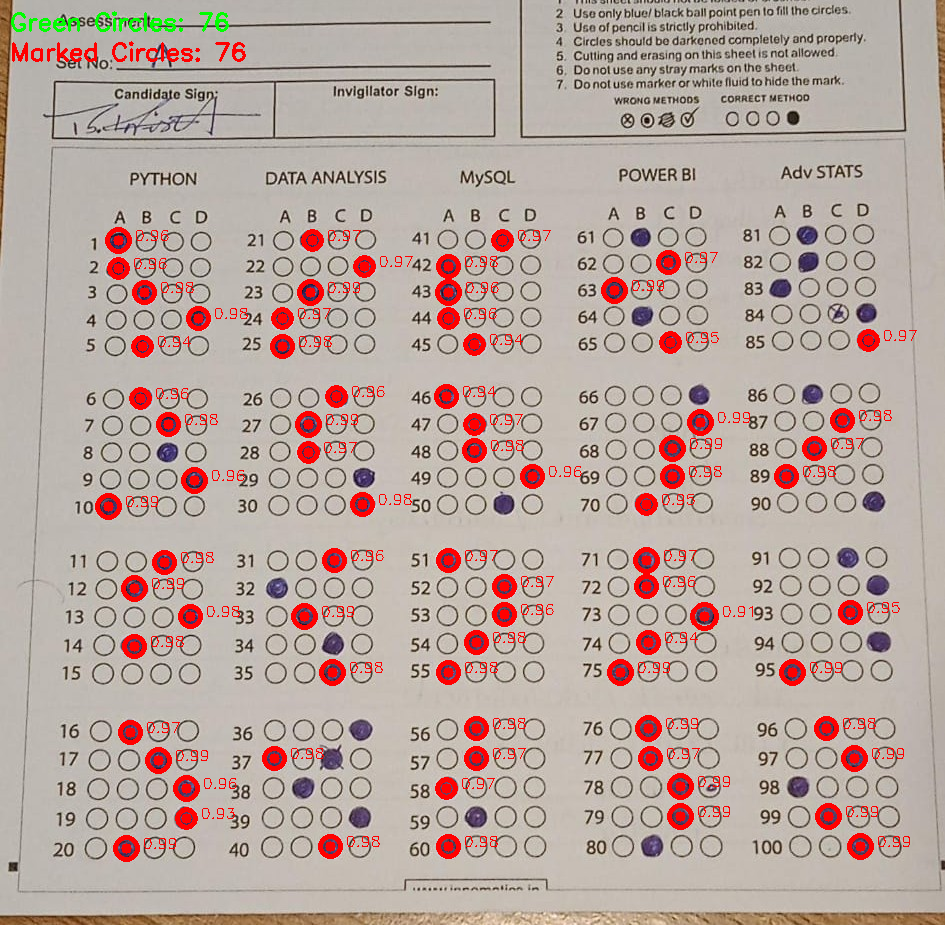 Green Circles: 76
Assessment
Marked Circles: 76
Set No: A
Candidate Sign:
Invigilator Sign:
2 Use only blue/ black ball point pen to fill the circles.
3. Use of pencil is strictly prohibited.
4 Circles should be darkened completely and properly.
5. Cutting and erasing on this sheet is not allowed.
6. Do not use any stray marks on the sheet.
7. Do not use marker or white fluid to hide the mark.
WRONG METHODS CORRECT METHOD
PYTHON DATA ANALYSIS MySQL POWER BI Adv STATS
A B C D A B C D A B C D A B C D A B C D
1 0.96 21 0.97 41 0.97 61 81
2 0.96 22 0.97 42 0.98 62 0.97 82
3 0.98 23 0.99 43 0.96 63 0.99 83
4 0.98 24 0.97 44 0.96 64 84
5 0.94 25 0.98 45 0.94 65 0.95 85 0.97
6 0.96 26 0.96 46 0.94 66 86
7 0.98 27 0.99 47 0.97 67 0.99 87 0.98
8 28 0.97 48 0.98 68 0.99 88 0.97
9 0.96 29 49 0.96 69 0.98 89 0.98
10 0.99 30 0.98 50 70 0.95 90
11 0.98 31 0.96 51 0.97 71 0.97 91
12 0.99 32 52 0.97 72 0.96 92
13 0.98 33 0.99 53 0.96 73 0.91 93 0.95
14 0.98 34 54 0.98 74 0.94 94
15 35 0.98 55 0.98 75 0.99 95 0.99
16 0.97 36 56 0.98 76 0.99 96 0.98
17 0.99 37 0.98 57 0.97 77 0.97 97 0.99
18 0.96 38 58 0.97 78 0.99 98
19 0.93 39 59 79 0.99 99 0.99
20 0.99 40 0.98 60 0.98 80 100 0.99